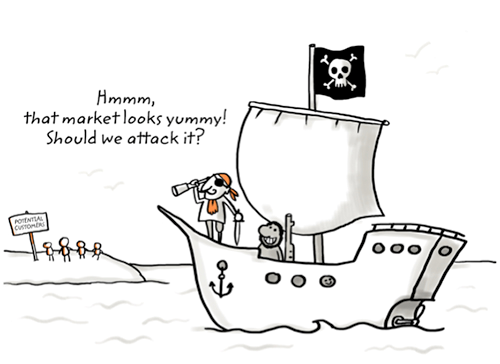 Hmmm,
that market looks yummy!
Should we attack it?
POTENTIAL
CUSTOMERS